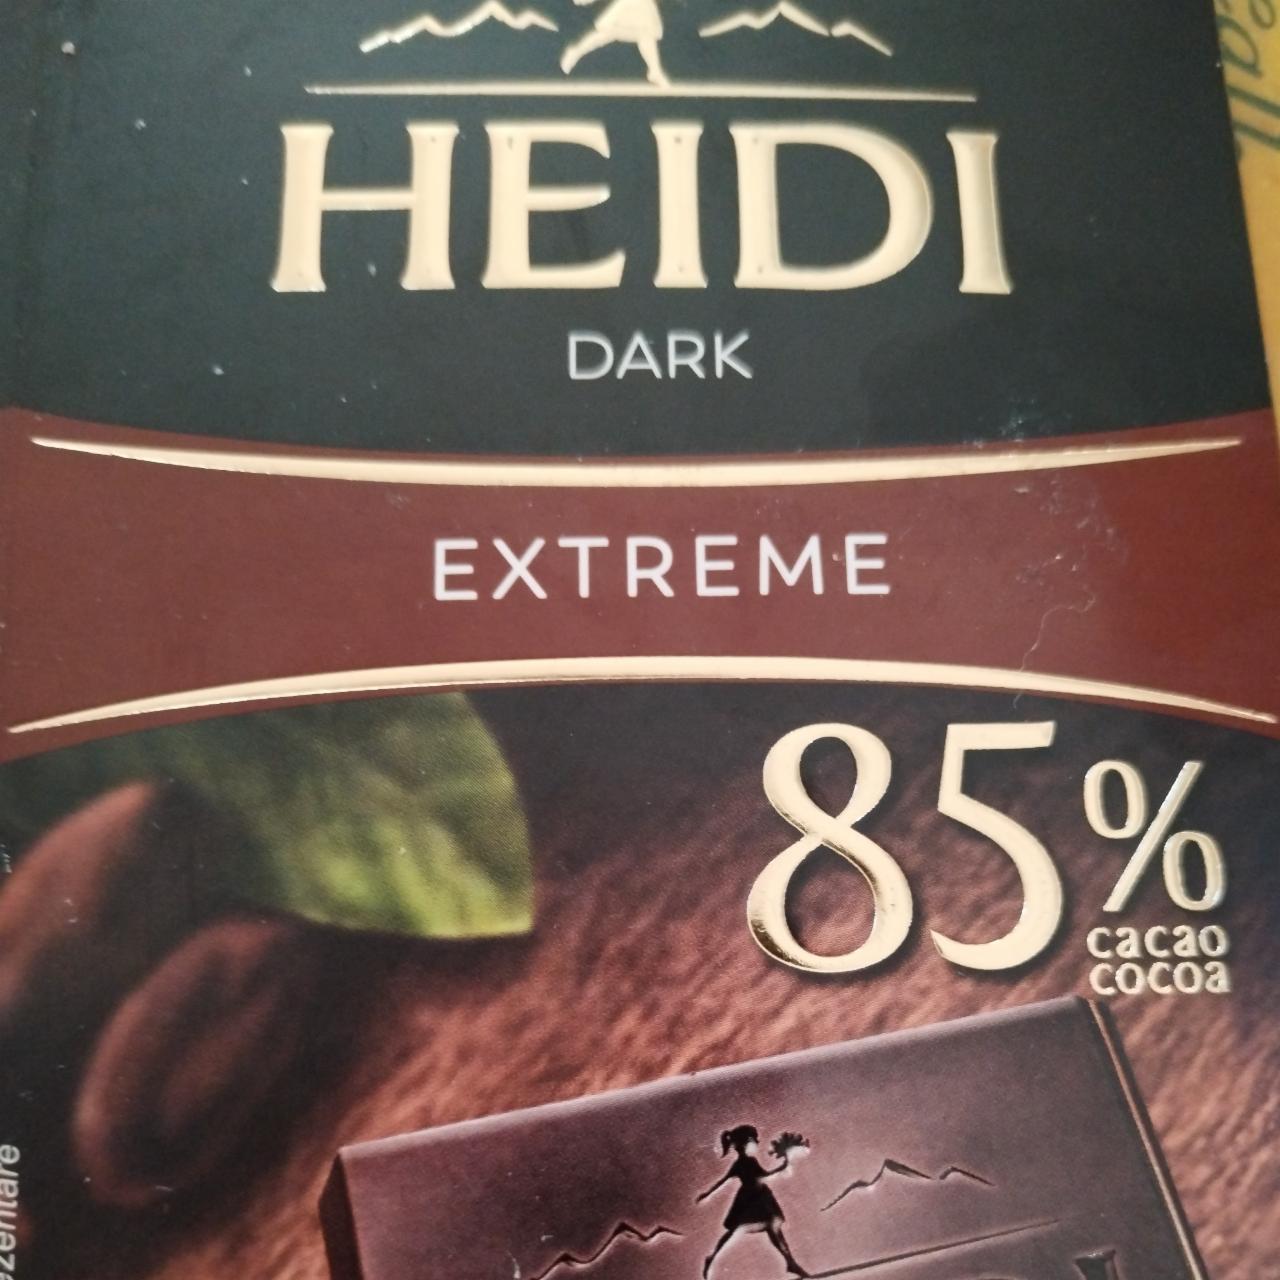 HEIDI
DARK
EXTREME
85%
cacao
cocoa